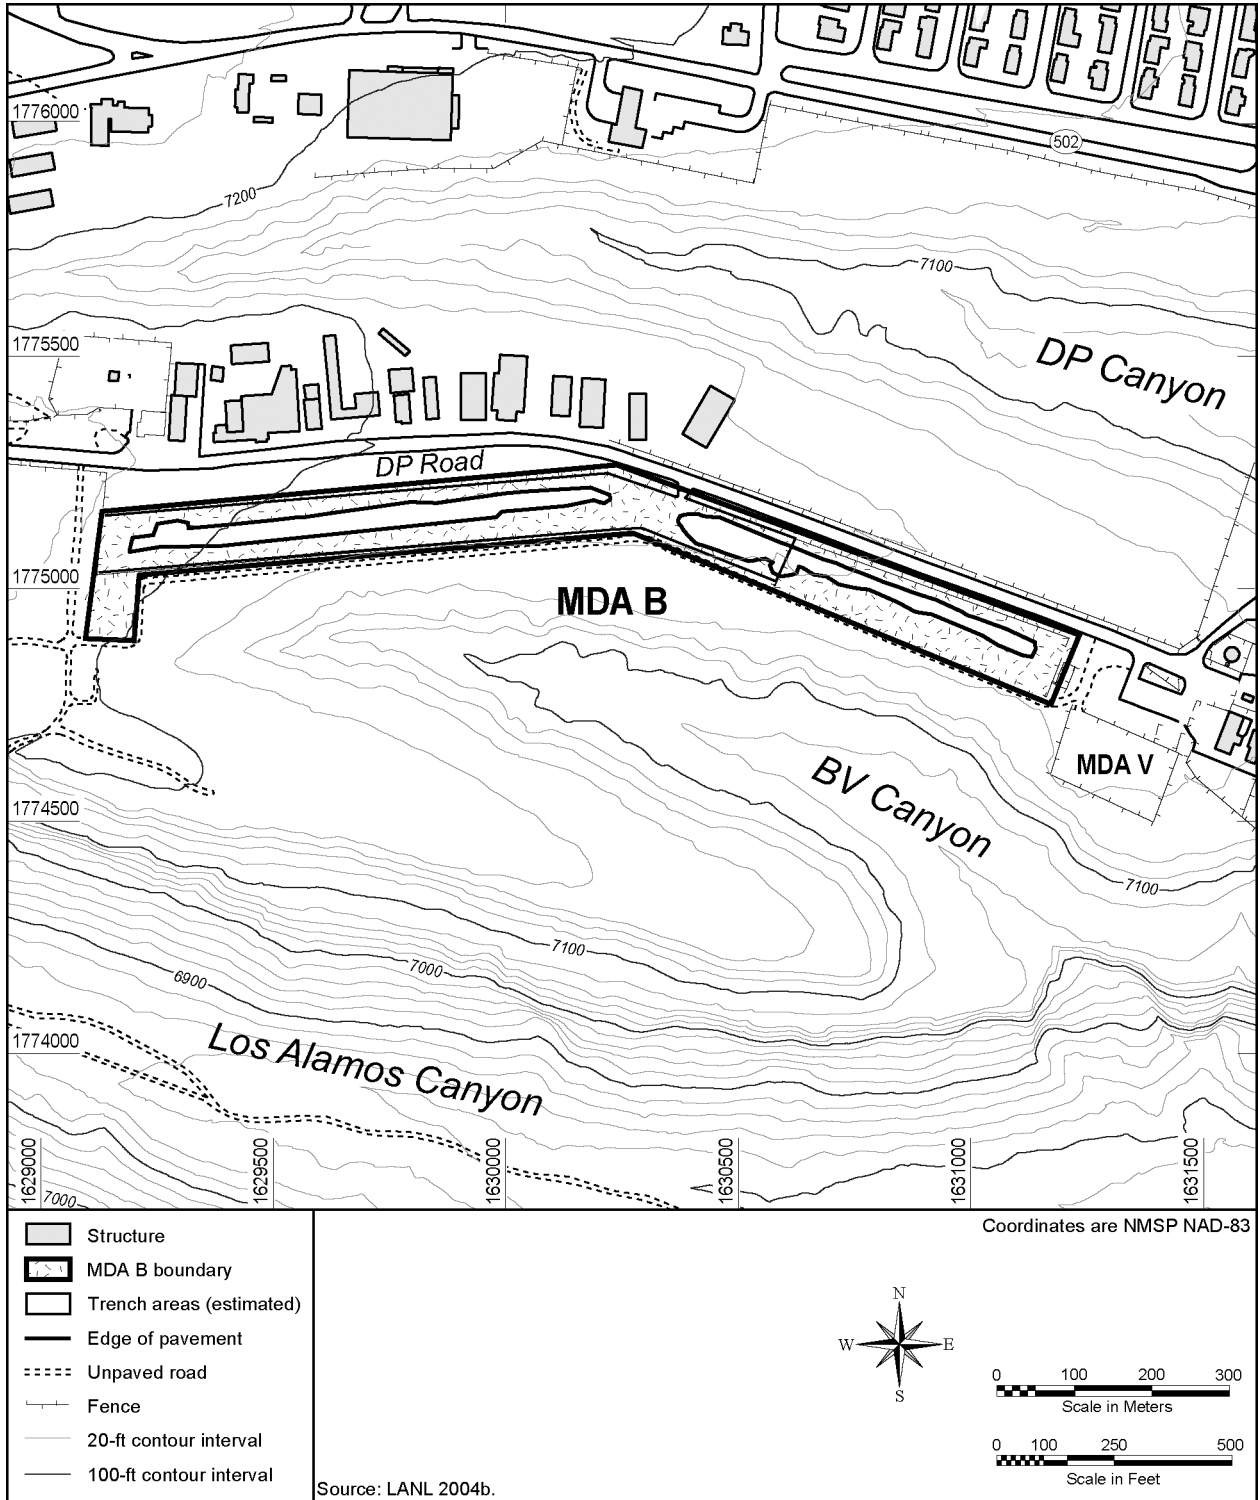 1776000
502
7200
7100
1775500
DP Canyon
DP Road
1775000
MDA B
MDA V
BV Canyon
1774500
7100
7100
7000
6900
Los Alamos Canyon
1774000
7000
1629000
1629500
1630000
1630500
1631000
1631500
Structure
MDA B boundary
Trench areas (estimated)
Edge of pavement
Unpaved road
Fence
20-ft contour interval
100-ft contour interval
Source: LANL 2004b.
Coordinates are NMSP NAD-83
N
W E
S
0 100 200 300
Scale in Meters
0 100 250 500
Scale in Feet